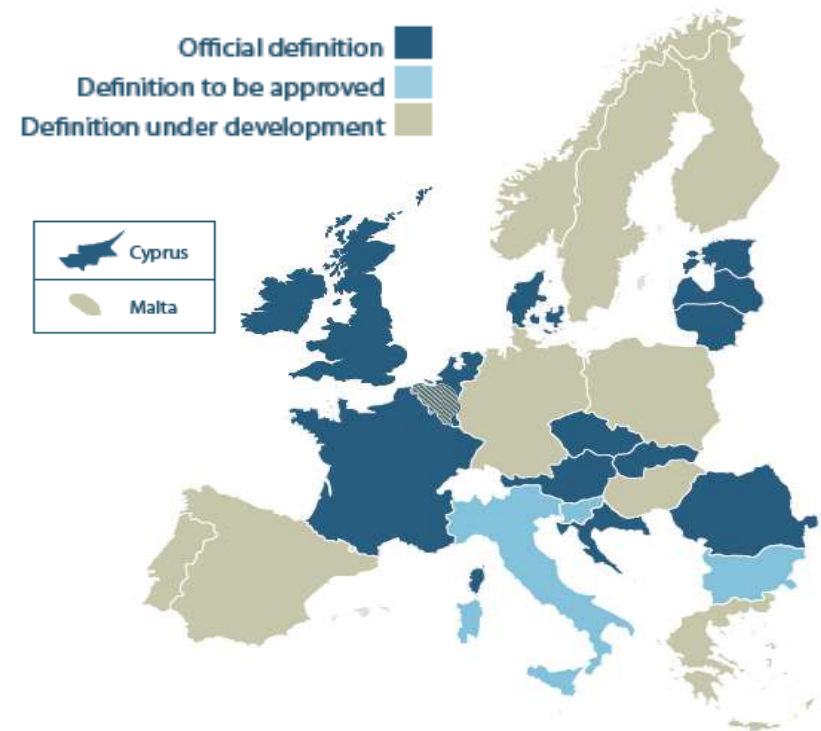 Official definition
Definition to be approved
Definition under development
Cyprus
Malta